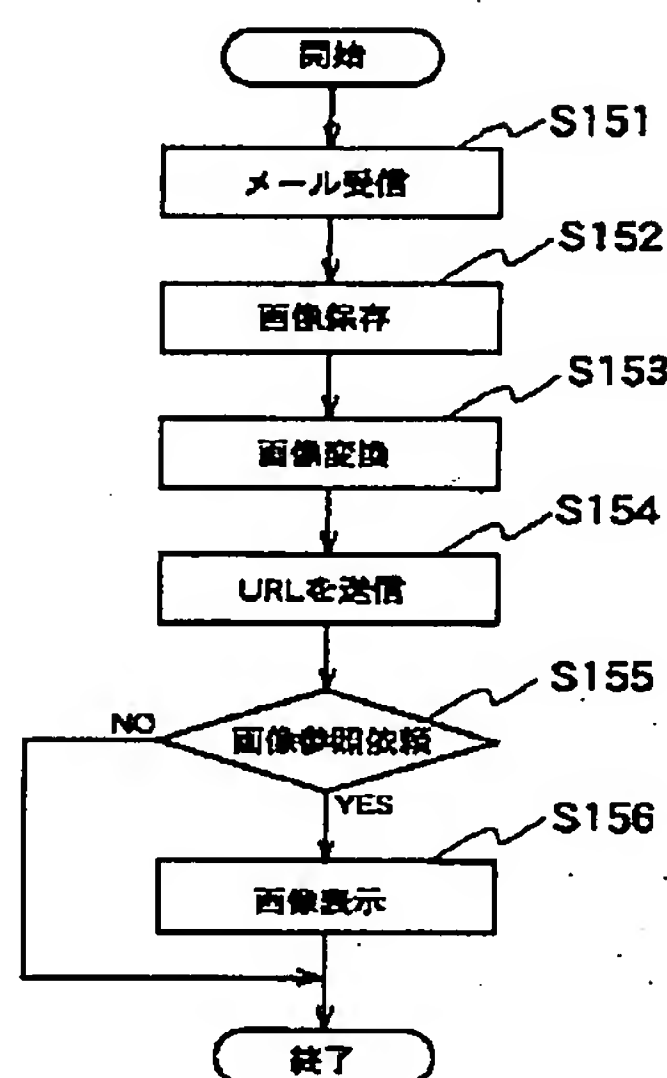 開始
S151
メール受信
S152
画像保存
S153
画像変換
S154
URLを送信
S155
NO
画像参照依頼
YES
S156
画像表示
終了